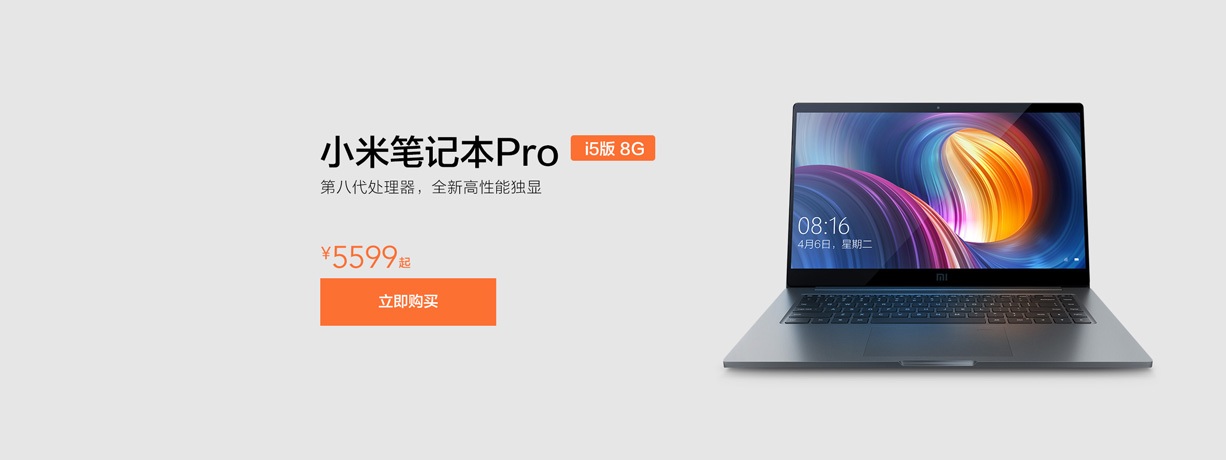 小米笔记本Pro
i5版 8G
第八代处理器，全新高性能独显
¥5599起
立即购买
08:16
4月6日，星期二
MI